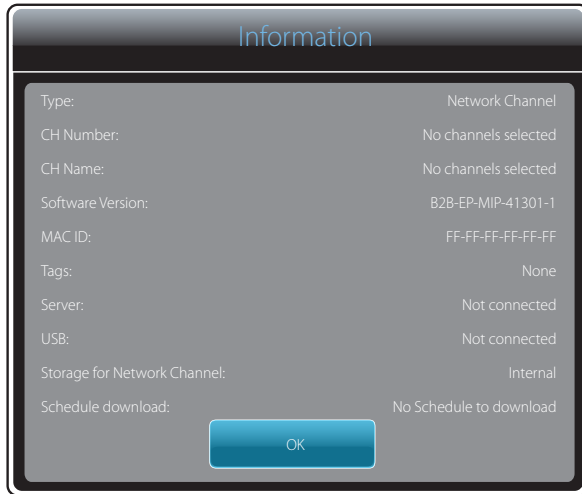 Information
Type: Network Channel
CH Number: No channels selected
CH Name: No channels selected
Software Version: B2B-EP-MIP-41301-1
MAC ID: FF-FF-FF-FF-FF-FF
Tags: None
Server: Not connected
USB: Not connected
Storage for Network Channel: Internal
Schedule download: No Schedule to download
OK